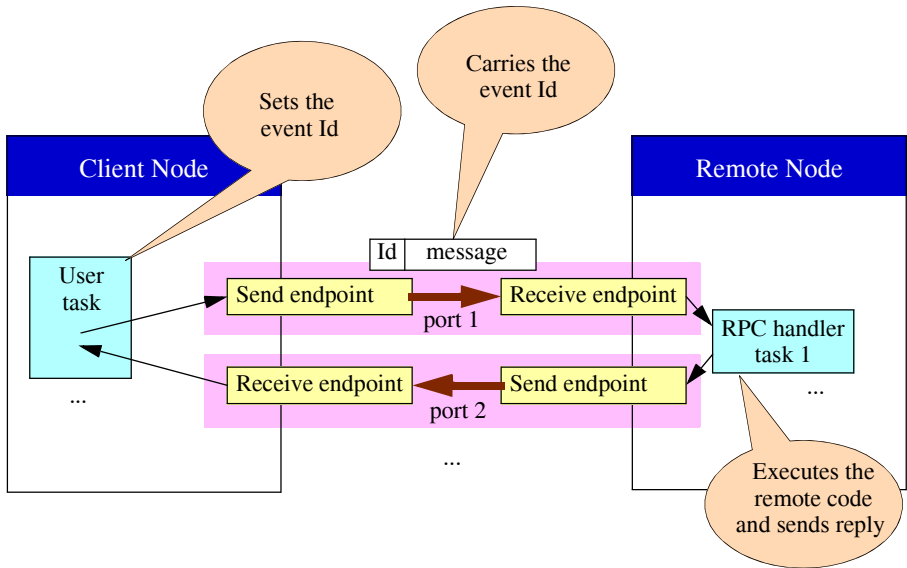 Carries the
event Id
Sets the
event Id
Client Node
Remote Node
Id
message
User
task
Send endpoint
Receive endpoint
port 1
RPC handler
task 1
Receive endpoint
Send endpoint
port 2
...
...
...
Executes the
remote code
and sends reply